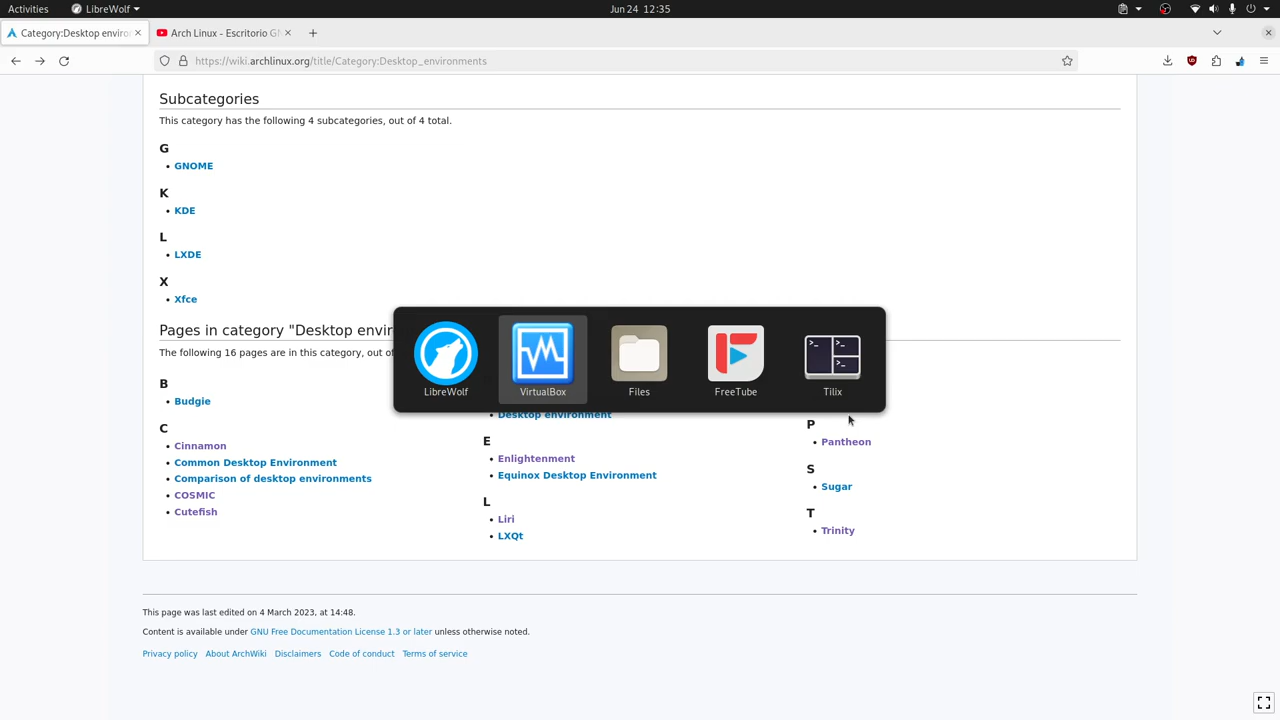 Activities
LibreWolf
Jun 24 12:35
Category:Desktop enviro
Arch Linux - Escritorio G
https://wiki.archlinux.org/title/Category:Desktop_environments
Subcategories
This category has the following 4 subcategories, out of 4 total.
G
GNOME
K
KDE
L
LXDE
X
Xfce
Pages in category "Desktop envir
The following 16 pages are in this category, out of
LibreWolf
VirtualBox
Files
FreeTube
Tilix
B
Budgie
C
Cinnamon
Common Desktop Environment
Comparison of desktop environments
COSMIC
Cutefish
Desktop environment
E
Enlightenment
Equinox Desktop Environment
L
Liri
LXQt
P
Pantheon
S
Sugar
T
Trinity
This page was last edited on 4 March 2023, at 14:48.
Content is available under GNU Free Documentation License 1.3 or later unless otherwise noted.
Privacy policy About ArchWiki Disclaimers Code of conduct Terms of service